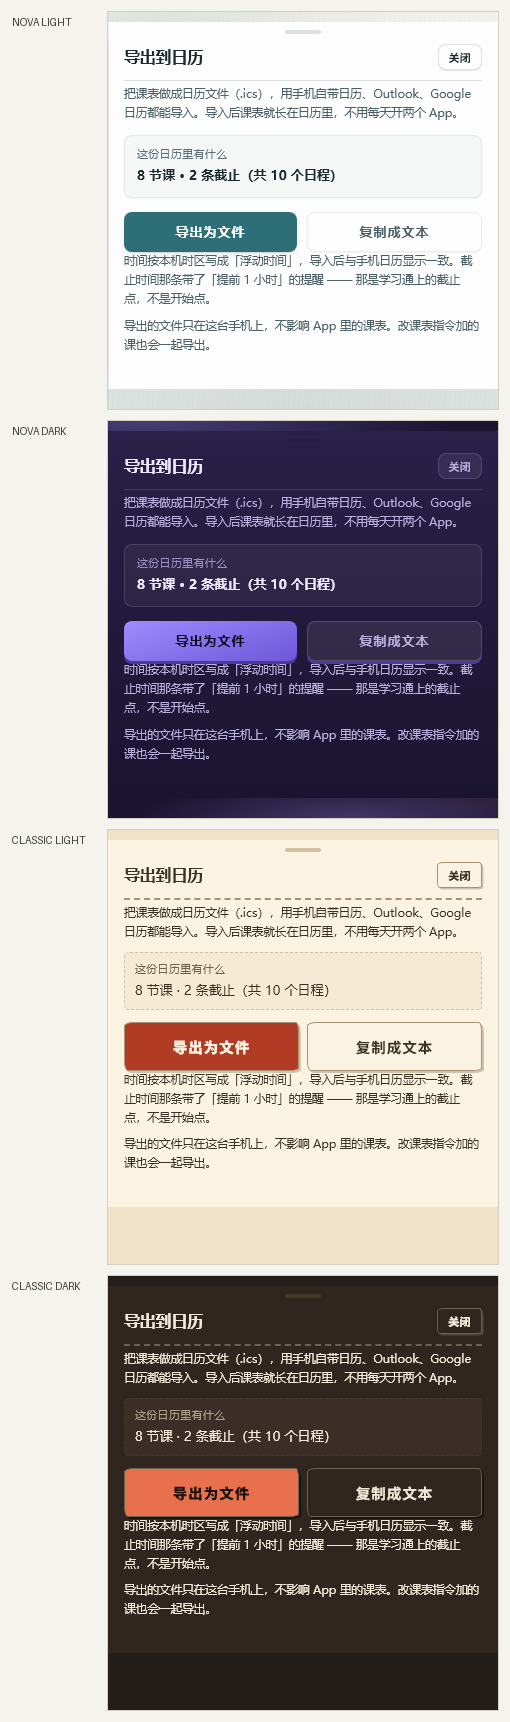 NOVA LIGHT
导出到日历
关闭
把课表做成日历文件（.ics），用手机自带日历、Outlook、Google
日历都能导入。导入后课表就长在日历里，不用每天开两个 App。
这份日历里有什么
8 节课 • 2 条截止（共 10 个日程）
导出为文件
复制成文本
时间按本机时区写成「浮动时间」，导入后与手机日历显示一致。截
止时间那条带了「提前 1 小时」的提醒 —— 那是学习通上的截止
点，不是开始点。
导出的文件只在这台手机上，不影响 App 里的课表。改课表指令加的
课也会一起导出。
NOVA DARK
导出到日历
关闭
把课表做成日历文件（.ics），用手机自带日历、Outlook、Google
日历都能导入。导入后课表就长在日历里，不用每天开两个 App。
这份日历里有什么
8 节课 • 2 条截止（共 10 个日程）
导出为文件
复制成文本
时间按本机时区写成「浮动时间」，导入后与手机日历显示一致。截
止时间那条带了「提前 1 小时」的提醒 —— 那是学习通上的截止
点，不是开始点。
导出的文件只在这台手机上，不影响 App 里的课表。改课表指令加的
课也会一起导出。
CLASSIC LIGHT
导出到日历
关闭
把课表做成日历文件（.ics），用手机自带日历、Outlook、Google
日历都能导入。导入后课表就长在日历里，不用每天开两个 App。
这份日历里有什么
8 节课 · 2 条截止（共 10 个日程）
导出为文件
复制成文本
时间按本机时区写成「浮动时间」，导入后与手机日历显示一致。截
止时间那条带了「提前 1 小时」的提醒 —— 那是学习通上的截止
点，不是开始点。
导出的文件只在这台手机上，不影响 App 里的课表。改课表指令加的
课也会一起导出。
CLASSIC DARK
导出到日历
关闭
把课表做成日历文件（.ics），用手机自带日历、Outlook、Google
日历都能导入。导入后课表就长在日历里，不用每天开两个 App。
这份日历里有什么
8 节课 · 2 条截止（共 10 个日程）
导出为文件
复制成文本
时间按本机时区写成「浮动时间」，导入后与手机日历显示一致。截
止时间那条带了「提前 1 小时」的提醒 —— 那是学习通上的截止
点，不是开始点。
导出的文件只在这台手机上，不影响 App 里的课表。改课表指令加的
课也会一起导出。